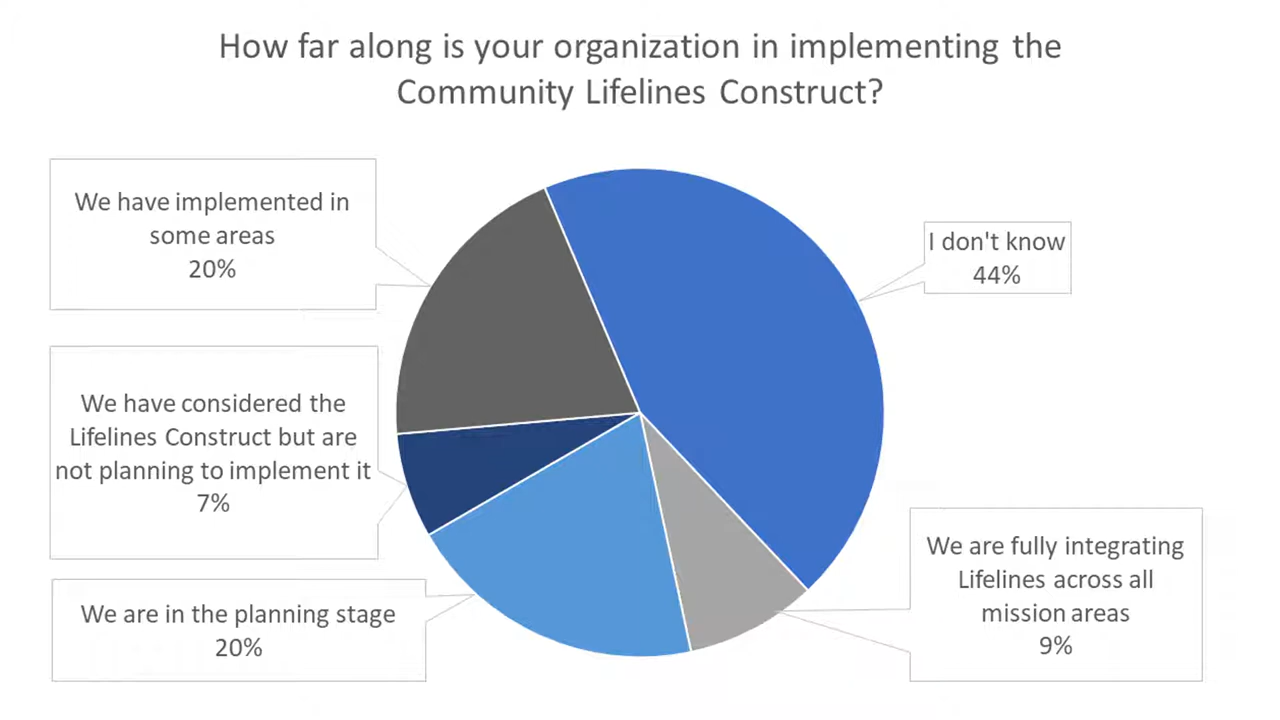 How far along is your organization in implementing the
Community Lifelines Construct?
We have implemented in
some areas
20%
I don't know
44%
We have considered the
Lifelines Construct but are
not planning to implement it
7%
We are fully integrating
Lifelines across all
mission areas
9%
We are in the planning stage
20%